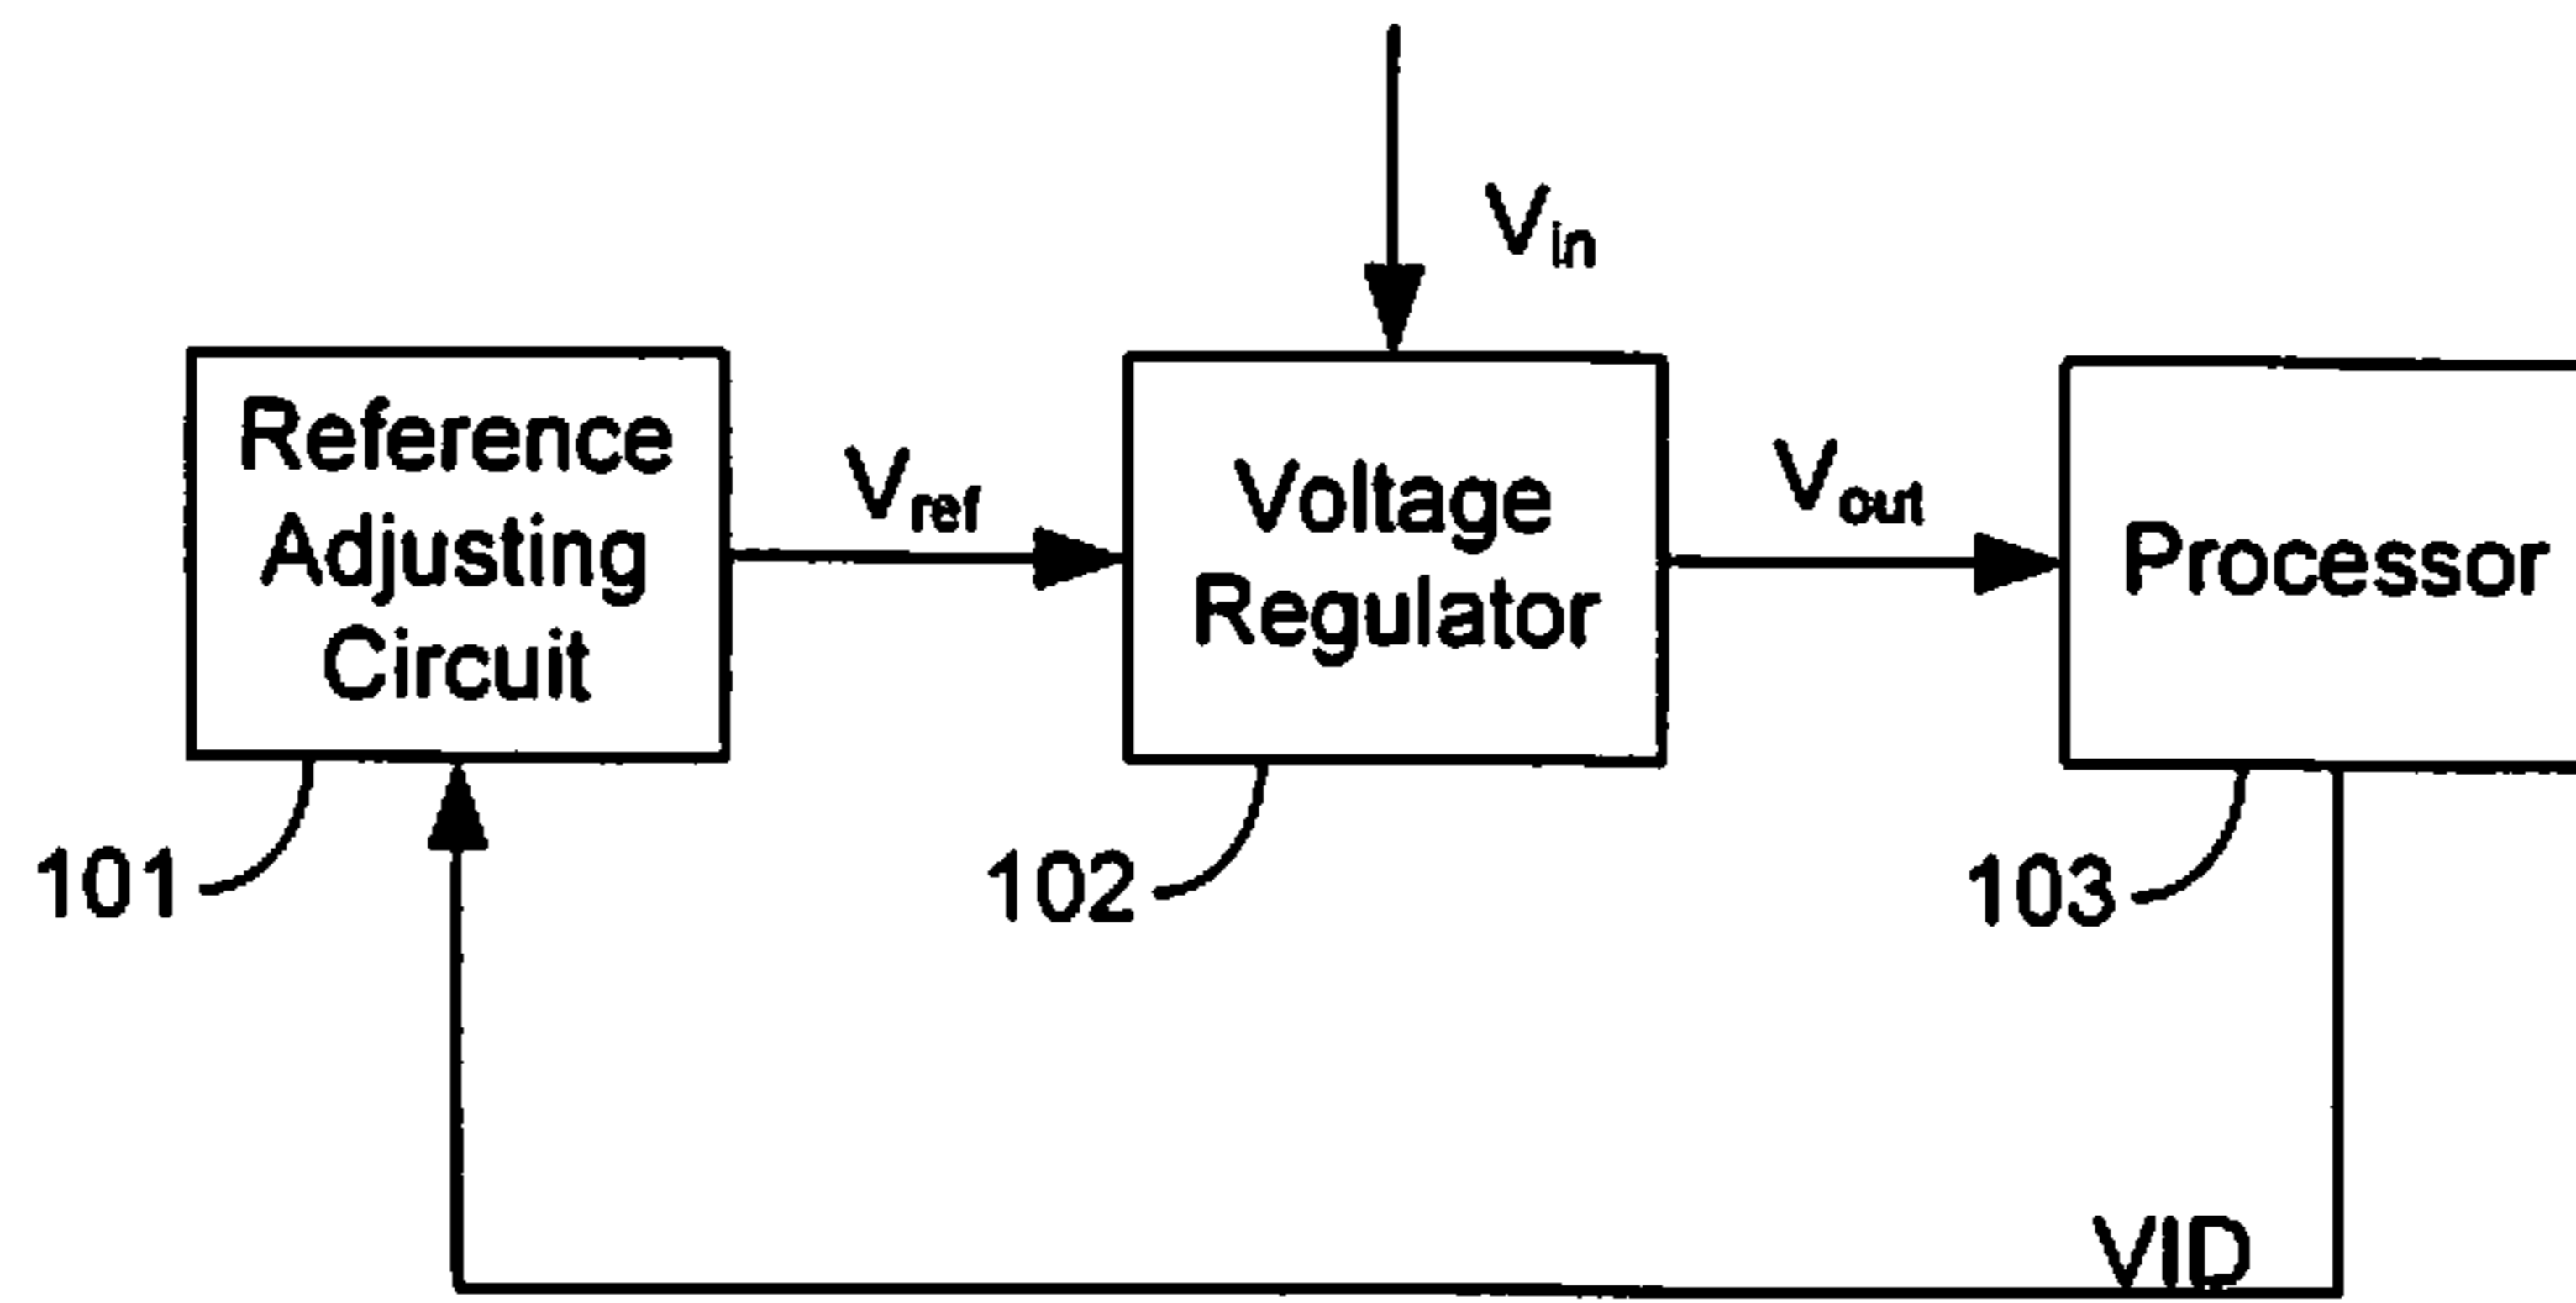 Vin
Reference
Adjusting
Circuit
Vref
Voltage
Regulator
Vout
Processor
101
102
103
VID